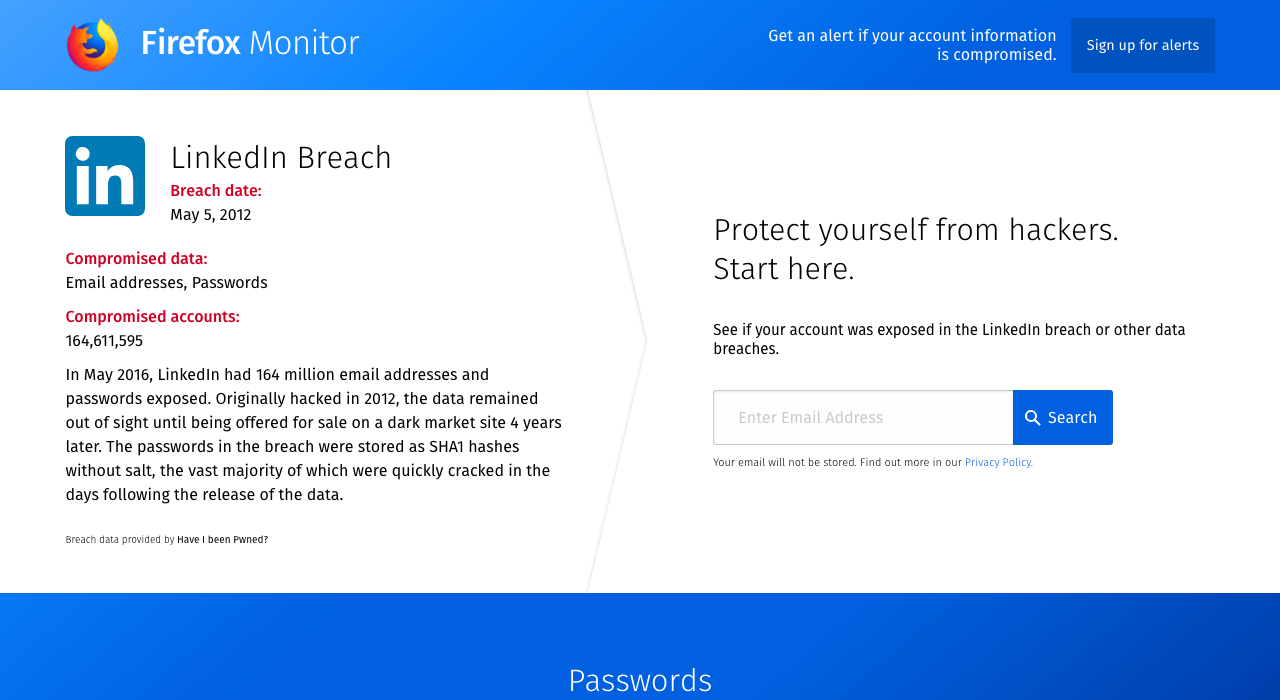 Firefox Monitor
Get an alert if your account information
is compromised.
Sign up for alerts
in
LinkedIn Breach
Breach date:
May 5, 2012
Compromised data:
Email addresses, Passwords
Compromised accounts:
164,611,595
In May 2016, LinkedIn had 164 million email addresses and
passwords exposed. Originally hacked in 2012, the data remained
out of sight until being offered for sale on a dark market site 4 years
later. The passwords in the breach were stored as SHA1 hashes
without salt, the vast majority of which were quickly cracked in the
days following the release of the data.
Breach data provided by Have I been Pwned?
Protect yourself from hackers.
Start here.
See if your account was exposed in the LinkedIn breach or other data
breaches.
Enter Email Address
Search
Your email will not be stored. Find out more in our Privacy Policy.
Passwords